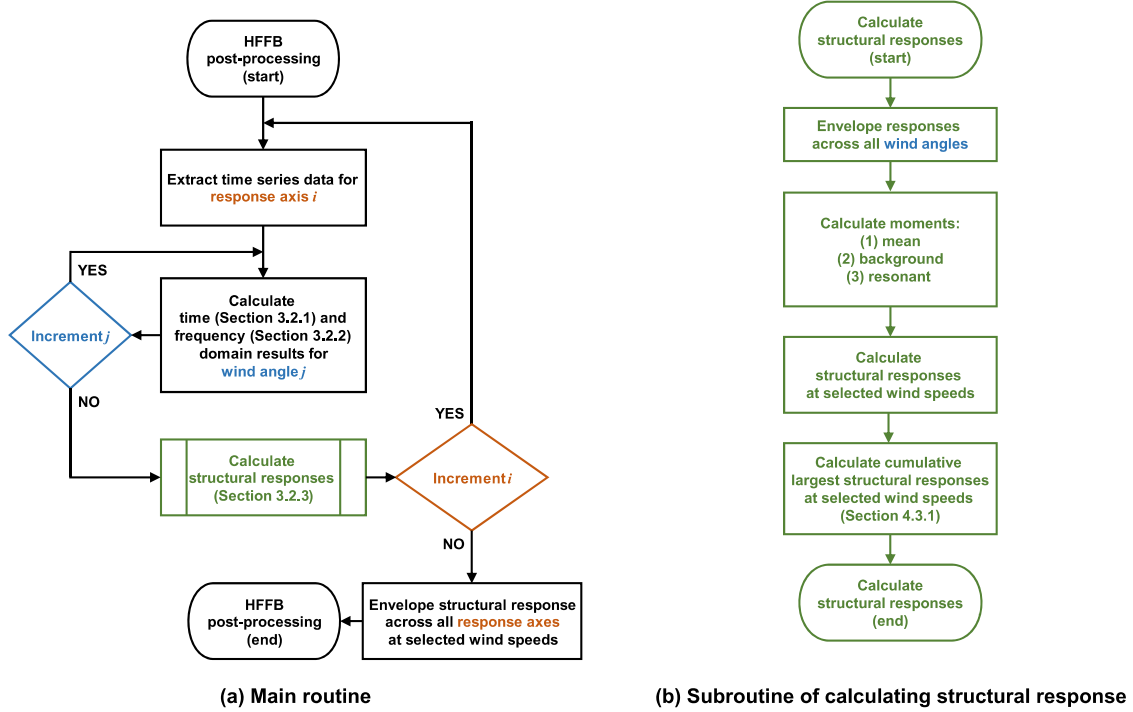 HFFB
post-processing
(start)
Extract time series data for
response axis i
YES
Calculate
time (Section 3.2.1) and
frequency (Section 3.2.2)
domain results for
wind angle j
Increment j
NO
Calculate
structural responses
(Section 3.2.3)
YES
Increment i
NO
Envelope structural response
across all response axes
at selected wind speeds
HFFB
post-processing
(end)
(a) Main routine
Calculate
structural responses
(start)
Envelope responses
across all wind angles
Calculate moments:
(1) mean
(2) background
(3) resonant
Calculate
structural responses
at selected wind speeds
Calculate cumulative
largest structural responses
at selected wind speeds
(Section 4.3.1)
Calculate
structural responses
(end)
(b) Subroutine of calculating structural response